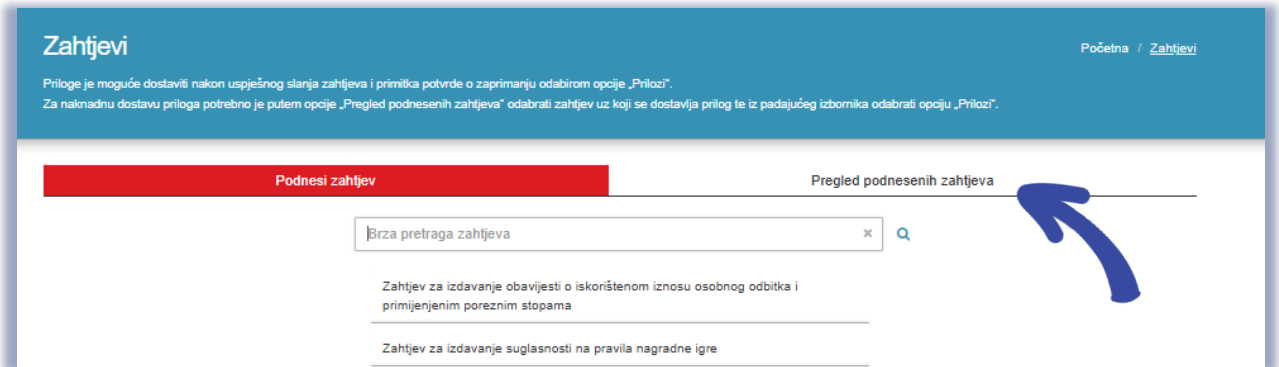 Zahtjevi
Početna / Zahtjevi
Priloge je moguće dostaviti nakon uspješnog slanja zahtjeva i primitka potvrde o zaprimanju odabirom opcije „Prilozi".
Za naknadnu dostavu priloga potrebno je putem opcije „Pregled podnesenih zahtjeva" odabrati zahtjev uz koji se dostavlja prilog te iz padajućeg izbornika odabrati opciju „Prilozi".
Podnesi zahtjev
Pregled podnesenih zahtjeva
Brza pretraga zahtjeva
Zahtjev za izdavanje obavijesti o iskorištenom iznosu osobnog odbitka i
primijenjenim poreznim stopama
Zahtjev za izdavanje suglasnosti na pravila nagradne igre